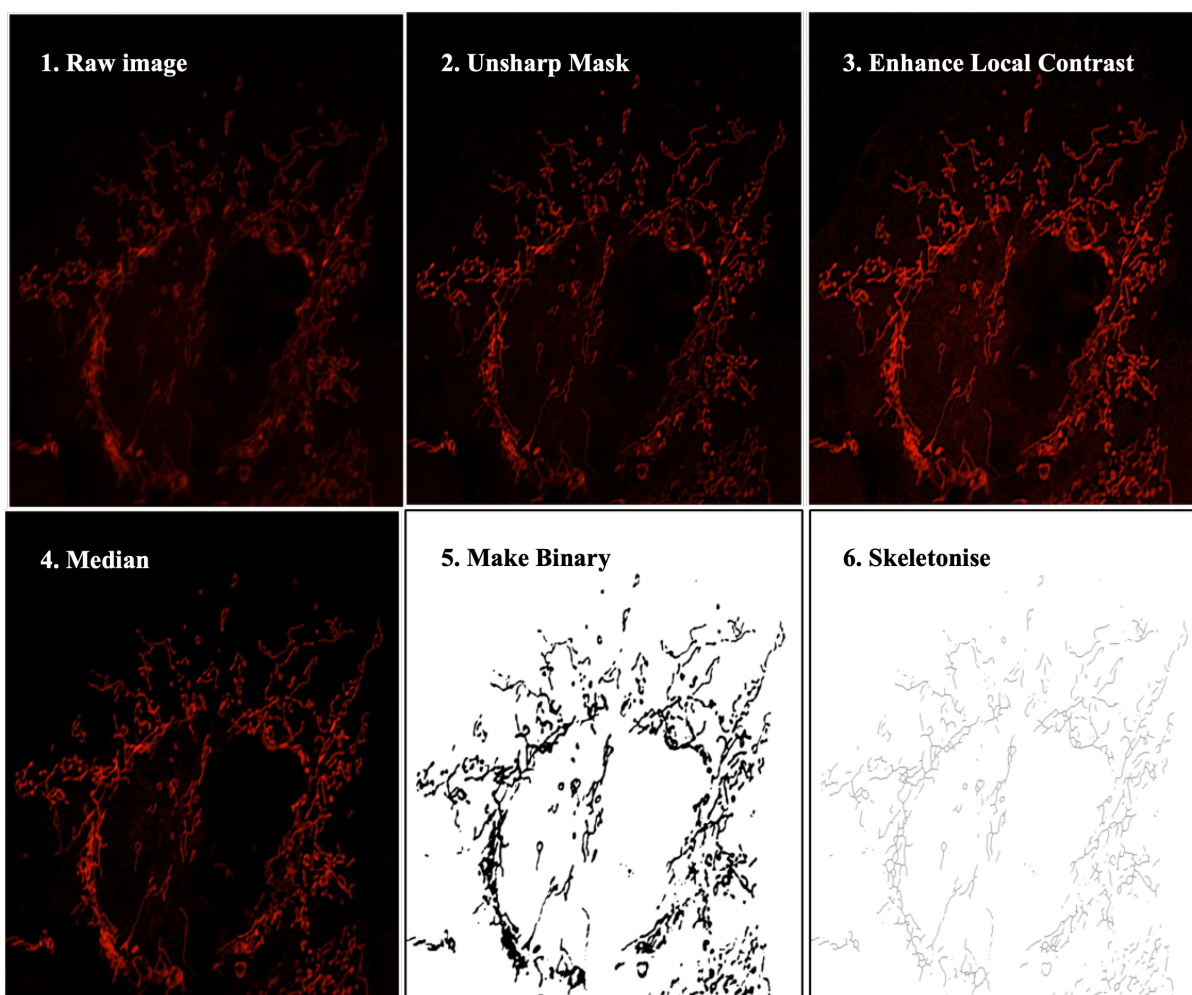 1. Raw image
2. Unsharp Mask
3. Enhance Local Contrast
4. Median
5. Make Binary
6. Skeletonise